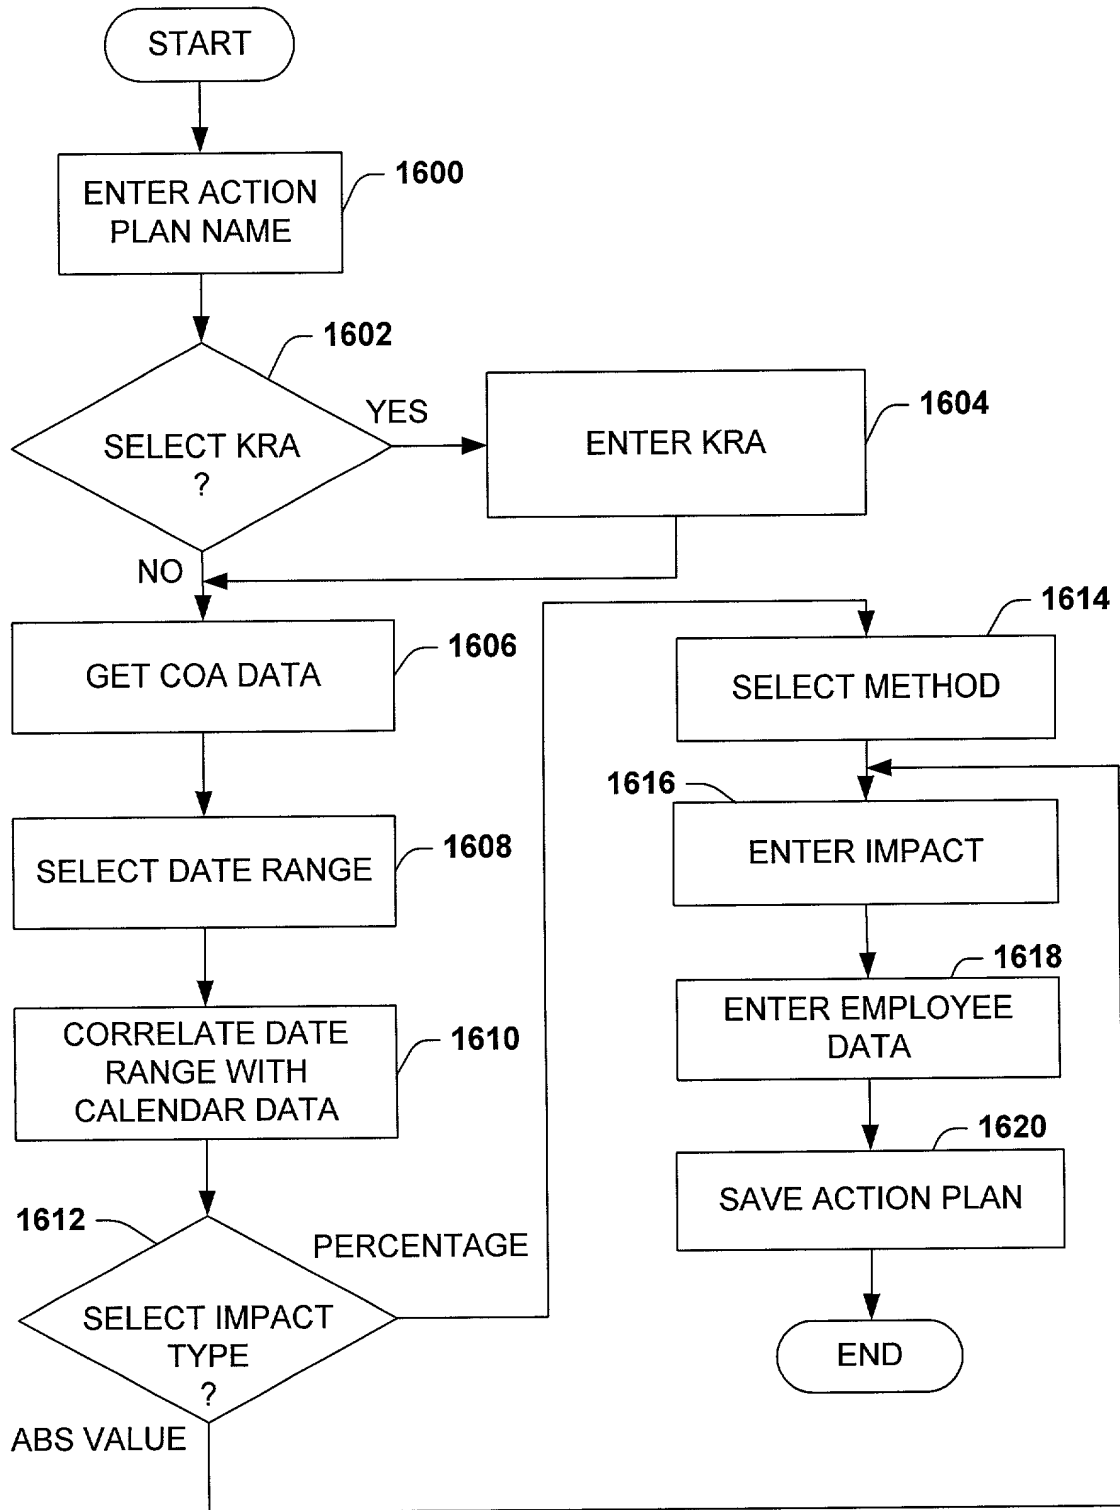 START
ENTER ACTION
PLAN NAME
1600
1602
SELECT KRA
?
YES
ENTER KRA
1604
NO
GET COA DATA
1606
SELECT DATE RANGE
1608
CORRELATE DATE
RANGE WITH
CALENDAR DATA
1610
1612
SELECT IMPACT
TYPE
?
PERCENTAGE
ABS VALUE
1614
SELECT METHOD
1616
ENTER IMPACT
1618
ENTER EMPLOYEE
DATA
1620
SAVE ACTION PLAN
END